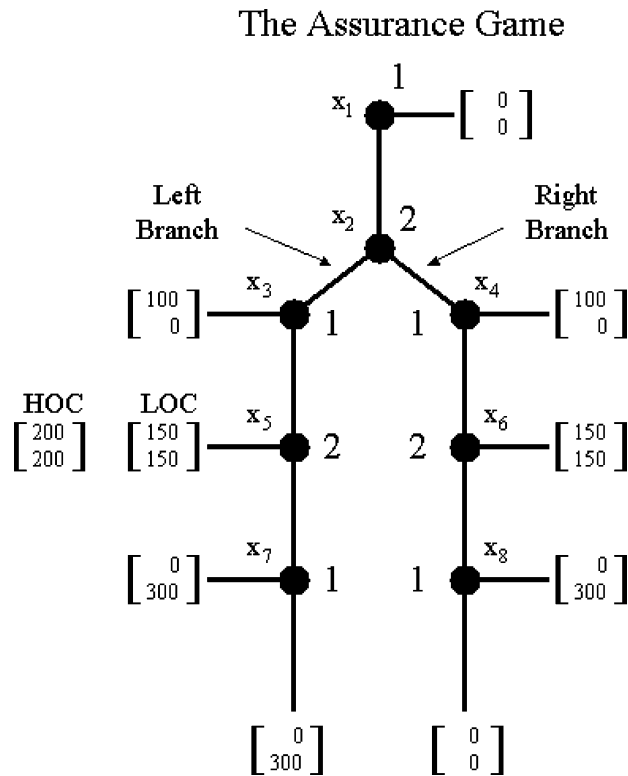 The Assurance Game
1
x1
[ 0 0 ]
Left
Branch
Right
Branch
x2
2
x3
x4
[ 100 0 ]
1
1
[ 100 0 ]
HOC
LOC
x5
x6
[ 200 200 ]
[ 150 150 ]
2
2
[ 150 150 ]
x7
x8
[ 0 300 ]
1
1
[ 0 300 ]
[ 0 300 ]
[ 0 0 ]